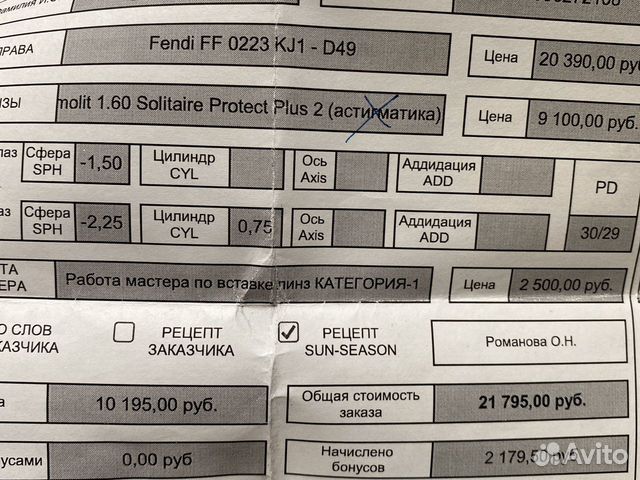 ПРАВА Fendi FF 0223 KJ1 - D49 Цена 20 390,00 руб
molit 1.60 Solitaire Protect Plus 2 (астигматика) Цена 9 100,00 руб.
Сфера SPH -1,50 Цилиндр CYL Ось Axis Аддидация ADD PD
Сфера SPH -2,25 Цилиндр CYL 0,75 Ось Axis Аддидация ADD 30/29
Работа мастера по вставке линз КАТЕГОРИЯ-1 Цена 2 500,00 руб.
СЛОВ АКАЗЧИКА РЕЦЕПТ ЗАКАЗЧИКА РЕЦЕПТ SUN-SEASON Романова О.Н.
10 195,00 руб. Общая стоимость заказа 21 795,00 руб.
усами 0,00 руб Начислено бонусов 2 179,50
Avito